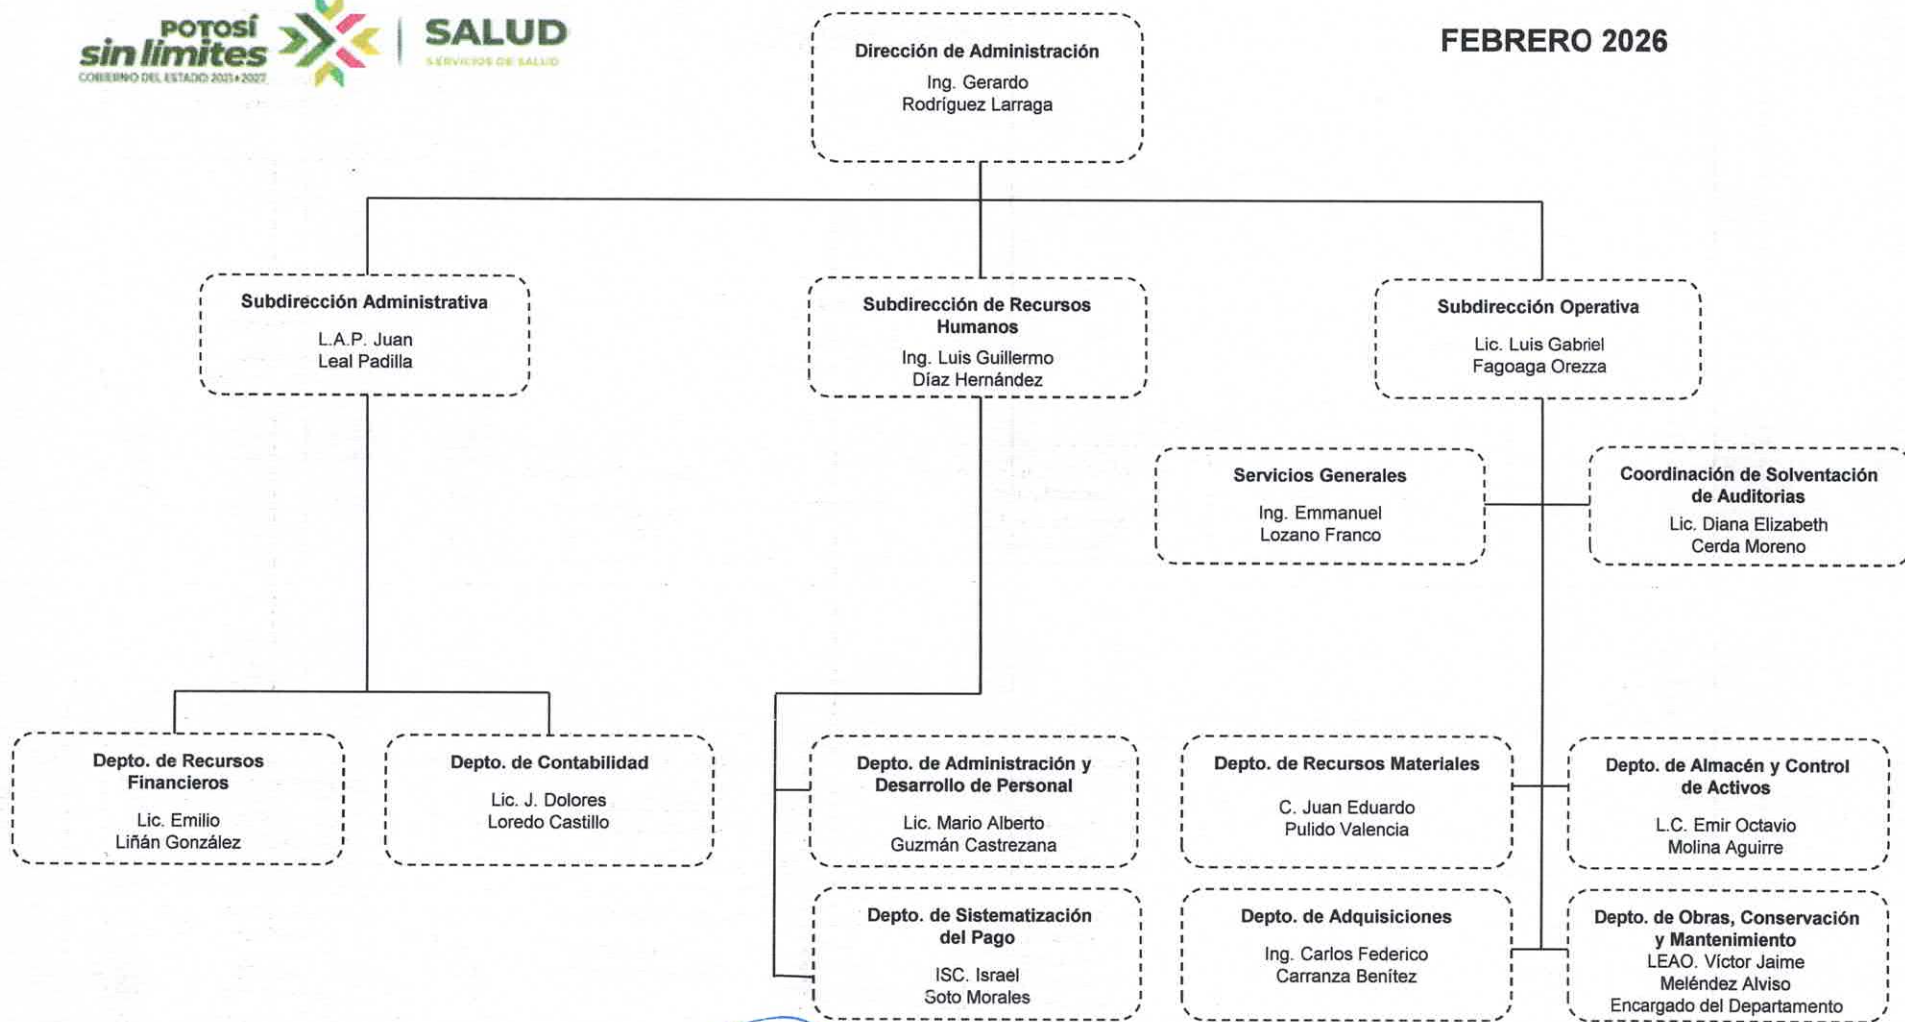 POTOSÍ
sin límites
GOBIERNO DEL ESTADO 2021•2027
SALUD
SERVICIOS DE SALUD
FEBRERO 2026
Dirección de Administración
Ing. Gerardo
Rodríguez Larraga
Subdirección Administrativa
L.A.P. Juan
Leal Padilla
Subdirección de Recursos
Humanos
Ing. Luis Guillermo
Díaz Hernández
Subdirección Operativa
Lic. Luis Gabriel
Fagoaga Orezza
Servicios Generales
Ing. Emmanuel
Lozano Franco
Coordinación de Solventación
de Auditorias
Lic. Diana Elizabeth
Cerda Moreno
Depto. de Recursos
Financieros
Lic. Emilio
Liñán González
Depto. de Contabilidad
Lic. J. Dolores
Loredo Castillo
Depto. de Administración y
Desarrollo de Personal
Lic. Mario Alberto
Guzmán Castrezana
Depto. de Recursos Materiales
C. Juan Eduardo
Pulido Valencia
Depto. de Almacén y Control
de Activos
L.C. Emir Octavio
Molina Aguirre
Depto. de Sistematización
del Pago
ISC. Israel
Soto Morales
Depto. de Adquisiciones
Ing. Carlos Federico
Carranza Benítez
Depto. de Obras, Conservación
y Mantenimiento
LEAO. Víctor Jaime
Meléndez Alviso
Encargado del Departamento